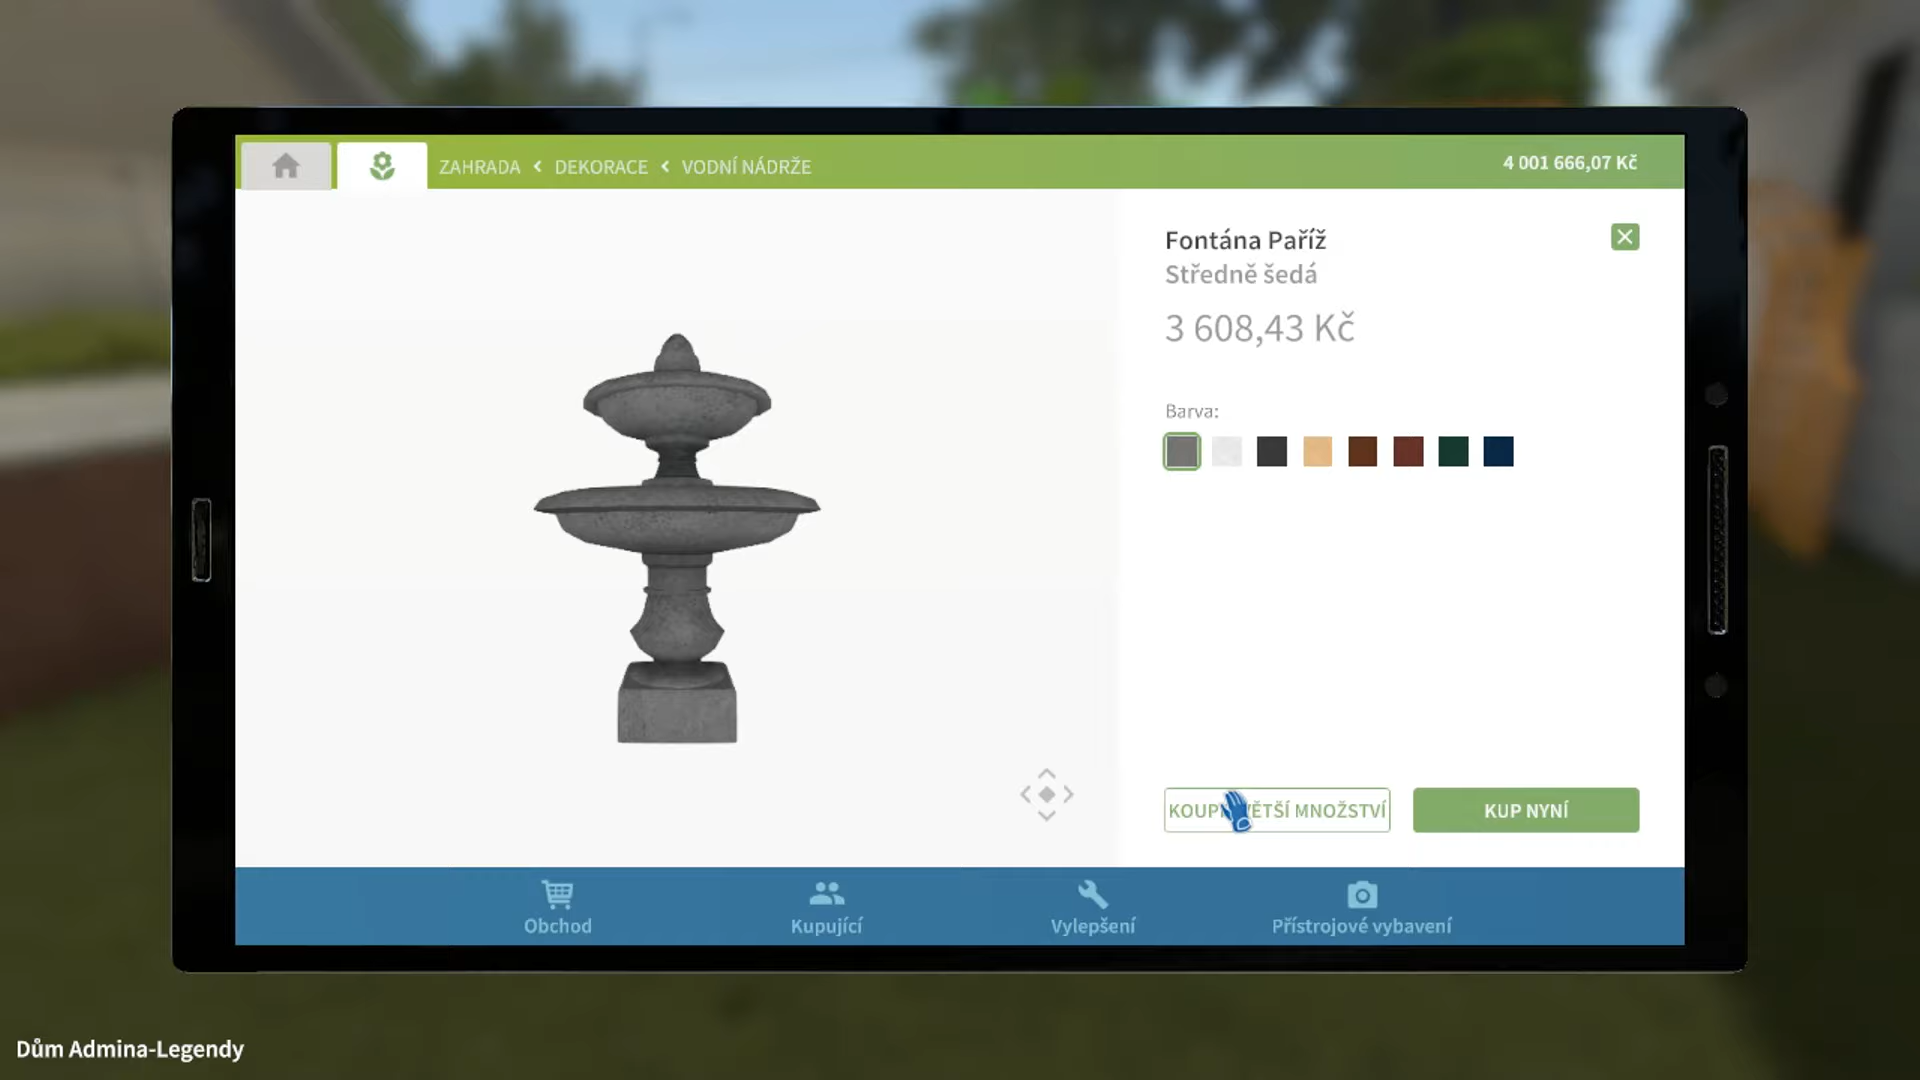 ZAHRADA < DEKORACE < VODNÍ NÁDRŽE
4 001 666,07 Kč
Fontána Paříž
Středně šedá
3 608,43 Kč
Barva:
VĚTŠÍ MNOŽSTVÍ
KUP NYNÍ
Obchod
Kupující
Vylepšení
Přístrojové vybavení
Dům Admina-Legendy